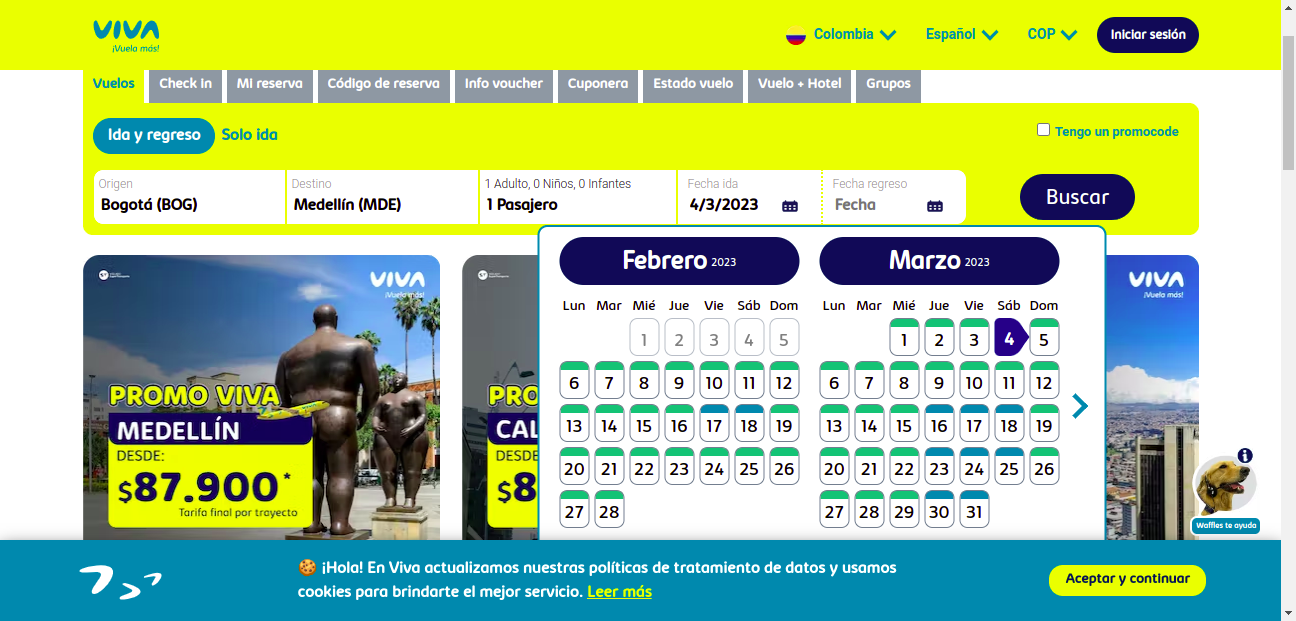 VIVA
¡Vuela más!
Colombia
Español
COP
Iniciar sesión
Vuelos
Check in
Mi reserva
Código de reserva
Info voucher
Cuponera
Estado vuelo
Vuelo + Hotel
Grupos
Ida y regreso
Solo ida
Tengo un promocode
Origen
Bogotá (BOG)
Destino
Medellín (MDE)
1 Adulto, 0 Niños, 0 Infantes
1 Pasajero
Fecha ida
4/3/2023
Fecha regreso
Fecha
Buscar
VIVA
¡Vuela más!
PROMO VIVA
MEDELLÍN
DESDE:
$87.900*
Tarifa final por trayecto
PRO
CAL
DESDE
$8
Febrero 2023
Lun Mar Mié Jue Vie Sáb Dom
1 2 3 4 5
6 7 8 9 10 11 12
13 14 15 16 17 18 19
20 21 22 23 24 25 26
27 28
Marzo 2023
Lun Mar Mié Jue Vie Sáb Dom
1 2 3 4 5
6 7 8 9 10 11 12
13 14 15 16 17 18 19
20 21 22 23 24 25 26
27 28 29 30 31
VIVA
¡Vuela más!
i
Waffles te ayuda
¡Hola! En Viva actualizamos nuestras políticas de tratamiento de datos y usamos
cookies para brindarte el mejor servicio. Leer más
Aceptar y continuar